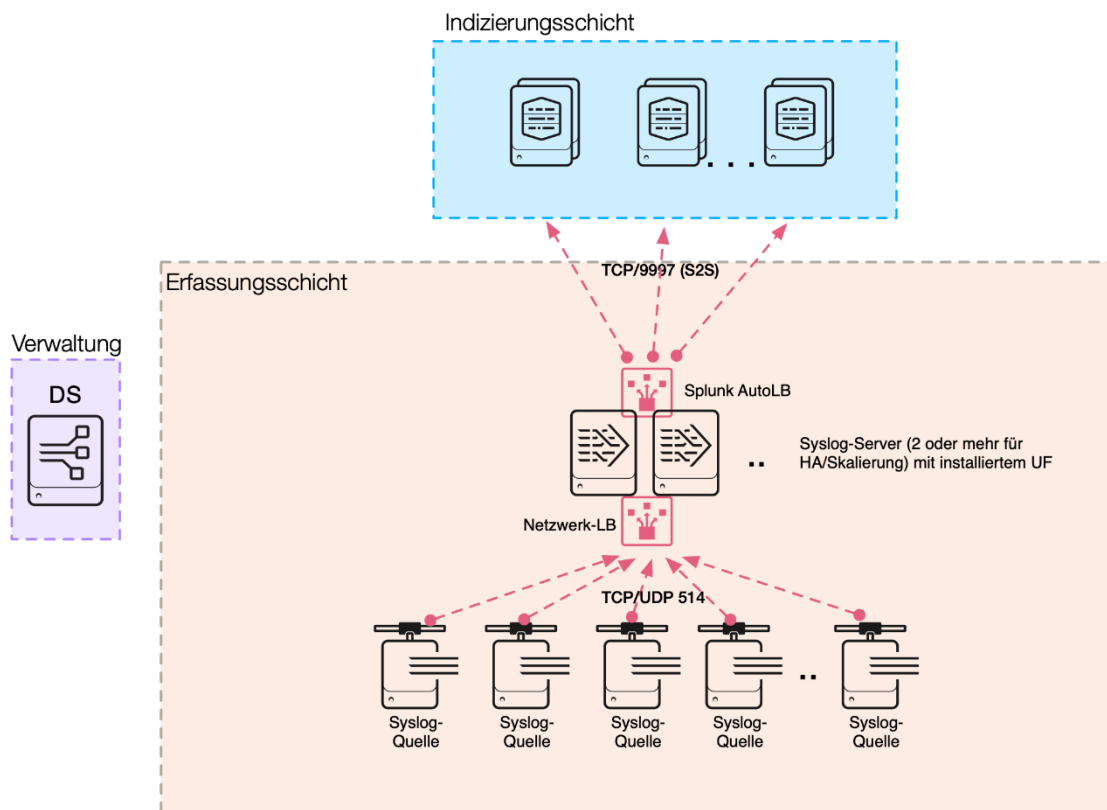 Indizierungsschicht
. . .
TCP/9997 (S2S)
Erfassungsschicht
Verwaltung
DS
Splunk AutoLB
Syslog-Server (2 oder mehr für
HA/Skalierung) mit installiertem UF
..
Netzwerk-LB
TCP/UDP 514
..
Syslog-
Quelle
Syslog-
Quelle
Syslog-
Quelle
Syslog-
Quelle
Syslog-
Quelle